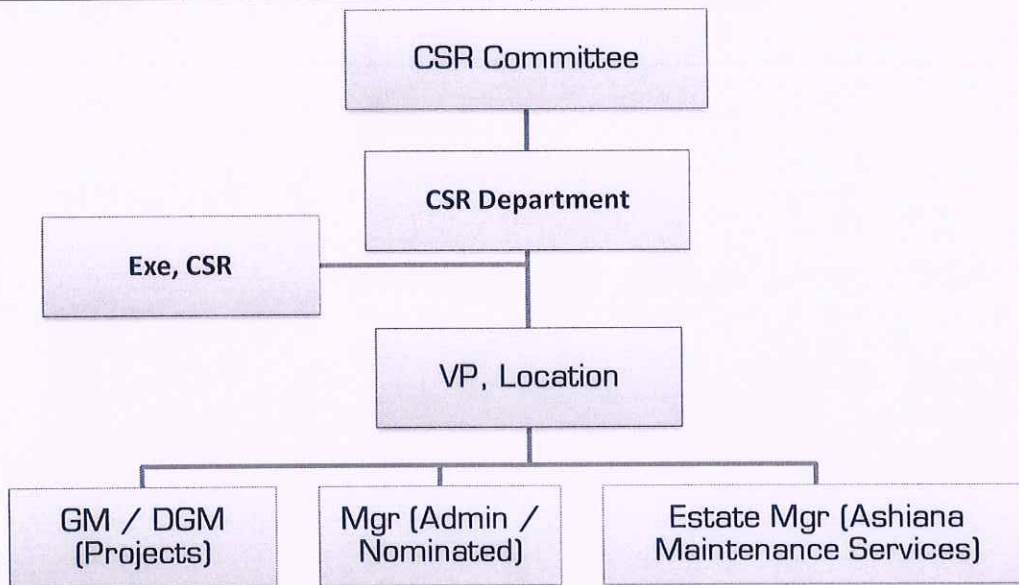 CSR Committee
CSR Department
Exe, CSR
VP, Location
GM / DGM
(Projects)
Mgr (Admin /
Nominated)
Estate Mgr (Ashiana
Maintenance Services)